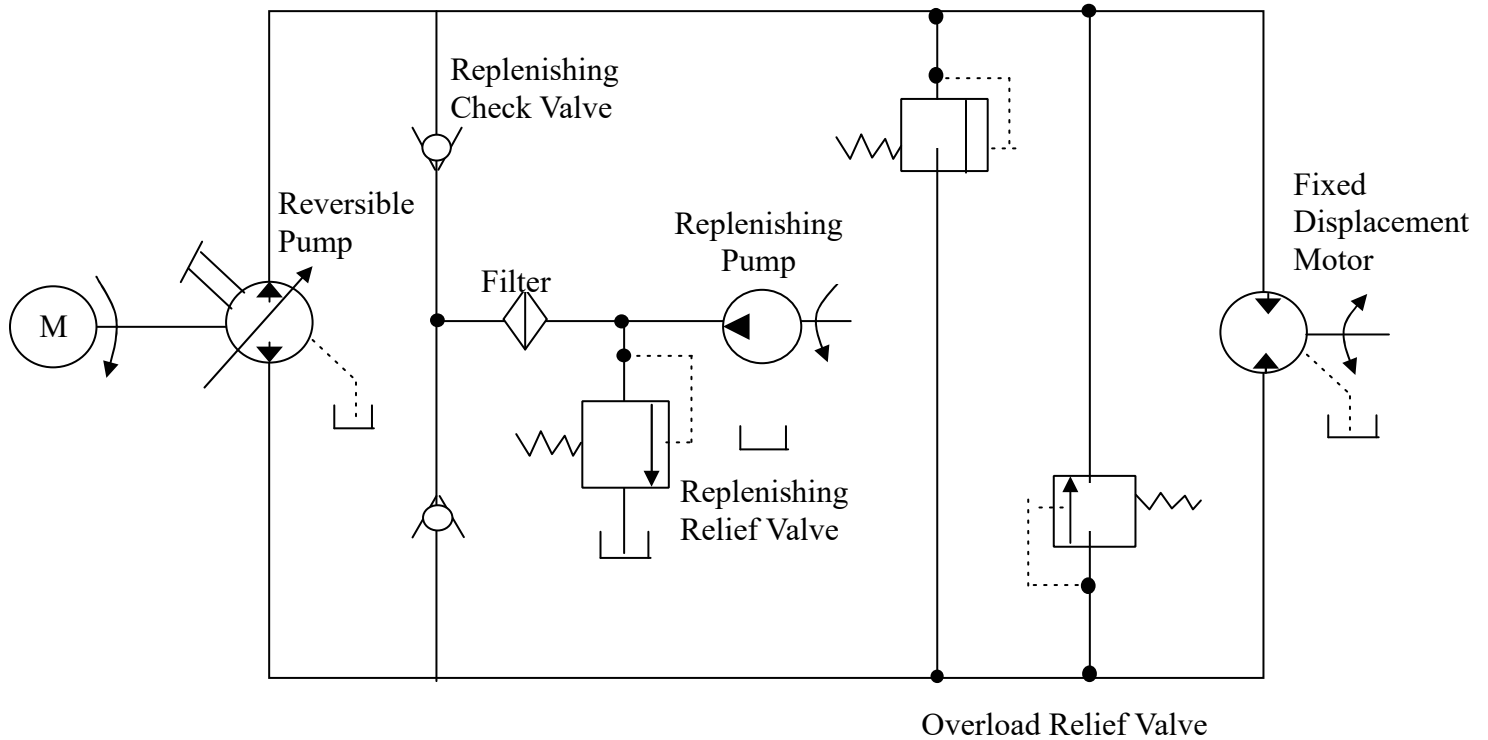 Replenishing
Check Valve
Reversible
Pump
M
Filter
Replenishing
Pump
Fixed
Displacement
Motor
Replenishing
Relief Valve
Overload Relief Valve